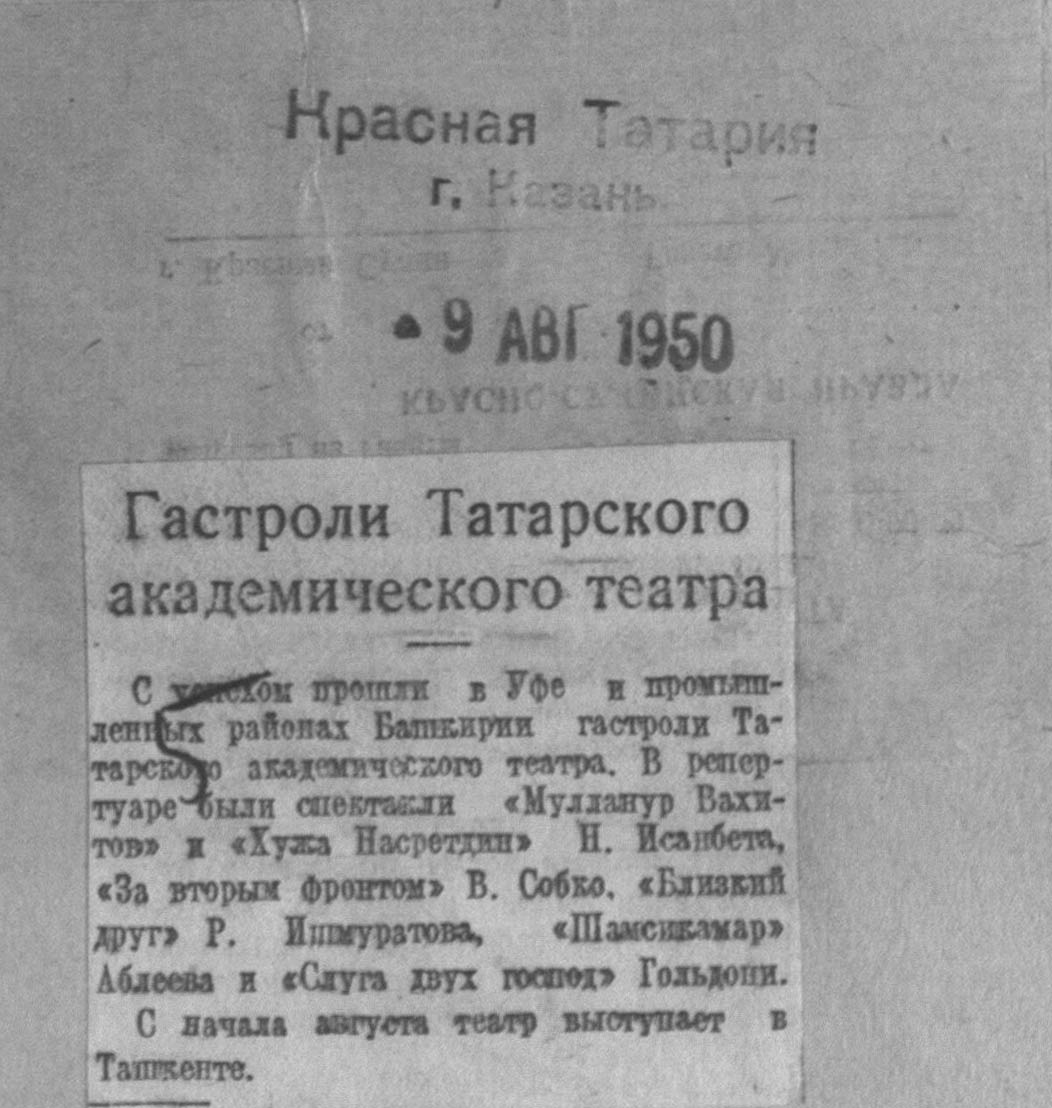 Красная Татария
г. Казань
9 АВГ 1950
Гастроли Татарского
академического театра
С успехом прошли в Уфе и промыш-
ленных районах Башкирии гастроли Та-
тарского академического театра. В репер-
туаре были спектакли «Мулланур Вахи-
тов» и «Хужа Насретдин» Н. Исанбета,
«За вторым фронтом» В. Собко, «Близкий
друг» Р. Ишмуратова, «Шамсикамар»
Аблеева и «Слуга двух господ» Гольдони.
С начала августа театр выступает в
Ташкенте.